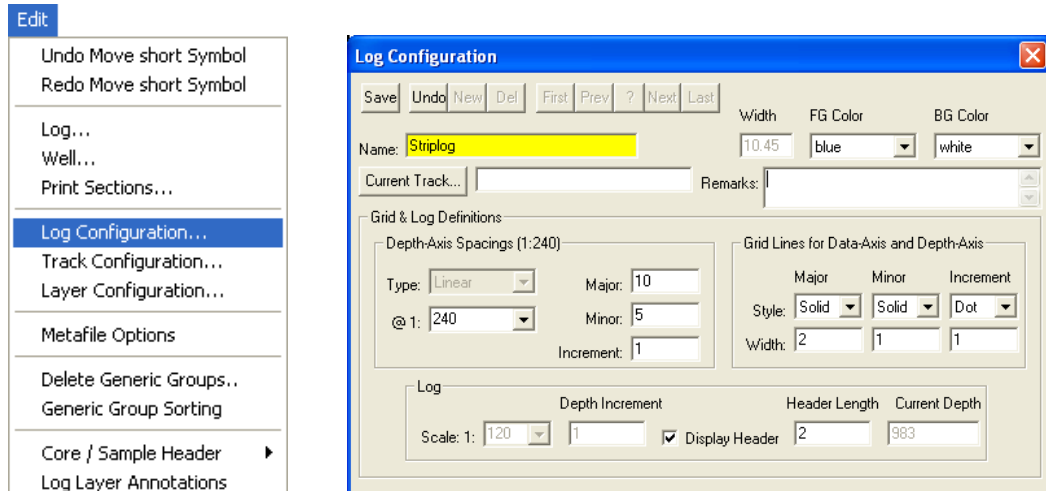 Edit
Undo Move short Symbol
Redo Move short Symbol
Log...
Well...
Print Sections...
Log Configuration...
Track Configuration...
Layer Configuration...
Metafile Options
Delete Generic Groups..
Generic Group Sorting
Core / Sample Header
Log Layer Annotations
Log Configuration
Save Undo New Del First Prev ? Next Last
Width FG Color BG Color
Name: Striplog 10.45 blue white
Current Track... Remarks:
Grid & Log Definitions
Depth-Axis Spacings (1:240)
Type: Linear Major: 10
@ 1: 240 Minor: 5
Increment: 1
Grid Lines for Data-Axis and Depth-Axis
Major Minor Increment
Style: Solid Solid Dot
Width: 2 1 1
Log
Depth Increment Header Length Current Depth
Scale: 1: 120 1 Display Header 2 983